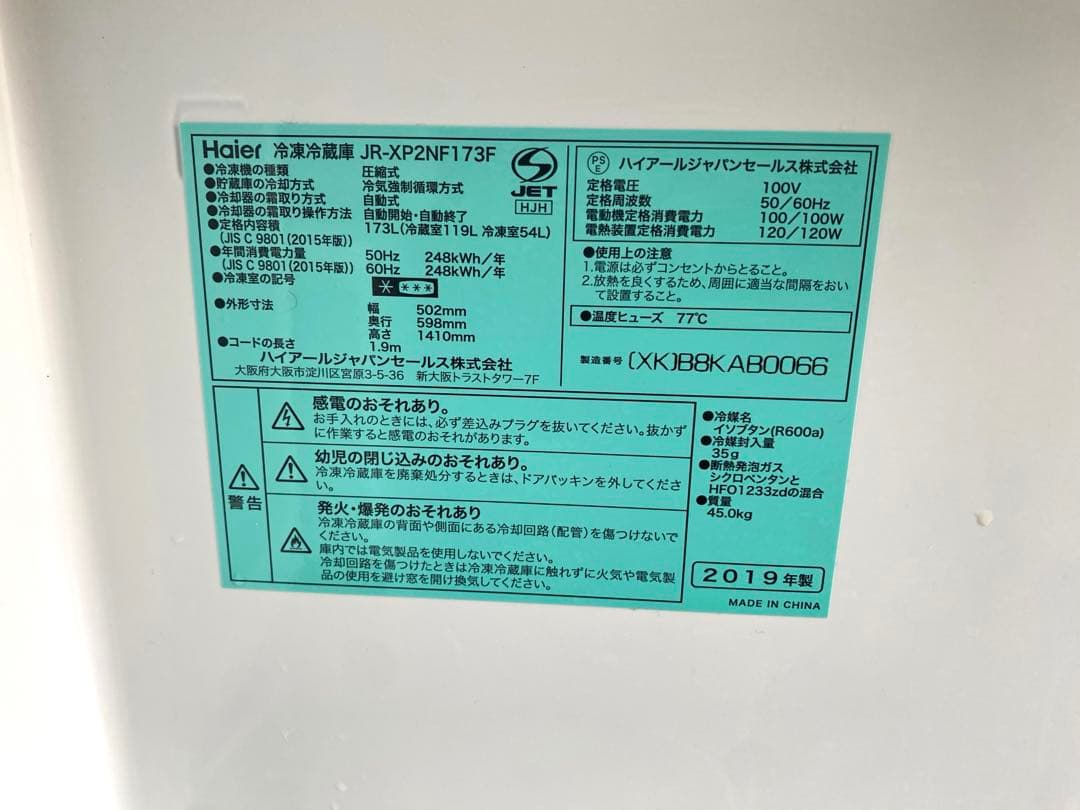 Haier 冷凍冷蔵庫 JR-XP2NF173F
●冷凍機の種類 圧縮式
●貯蔵庫の冷却方式 冷気強制循環方式
●冷却器の霜取り方式 自動式
●冷却器の霜取り操作方法 自動開始・自動終了
●定格内容積 173L(冷蔵室119L 冷凍室54L)
(JIS C 9801(2015年版))
●年間消費電力量 50Hz 248kWh/年
(JIS C 9801(2015年版)) 60Hz 248kWh/年
●冷凍室の記号
●外形寸法 幅 502mm
奥行 598mm
高さ 1410mm
●コードの長さ 1.9m
ハイアールジャパンセールス株式会社
大阪府大阪市淀川区宮原3-5-36 新大阪トラストタワー7F
JET
HJH
PS
E
ハイアールジャパンセールス株式会社
定格電圧 100V
定格周波数 50/60Hz
電動機定格消費電力 100/100W
電熱装置定格消費電力 120/120W
●使用上の注意
1.電源は必ずコンセントからとること。
2.放熱を良くするため、周囲に適当な間隔をおい
て設置すること。
●温度ヒューズ 77℃
製造番号 (XK)B8KAB0066
警告
感電のおそれあり。
お手入れのときには、必ず差込みプラグを抜いてください。抜かず
に作業すると感電のおそれがあります。
幼児の閉じ込みのおそれあり。
冷凍冷蔵庫を廃棄処分するときは、ドアパッキンを外してくださ
い。
発火・爆発のおそれあり
冷凍冷蔵庫の背面や側面にある冷却回路(配管)を傷つけないで
ください。
庫内では電気製品を使用しないでください。
冷却回路を傷つけたときは冷凍冷蔵庫に触れずに火気や電気製
品の使用を避け窓を開け換気してください。
●冷媒名
イソブタン(R600a)
●冷媒封入量
35g
●断熱発泡ガス
シクロペンタンと
HFO1233zdの混合
●質量
45.0kg
2019年製
MADE IN CHINA